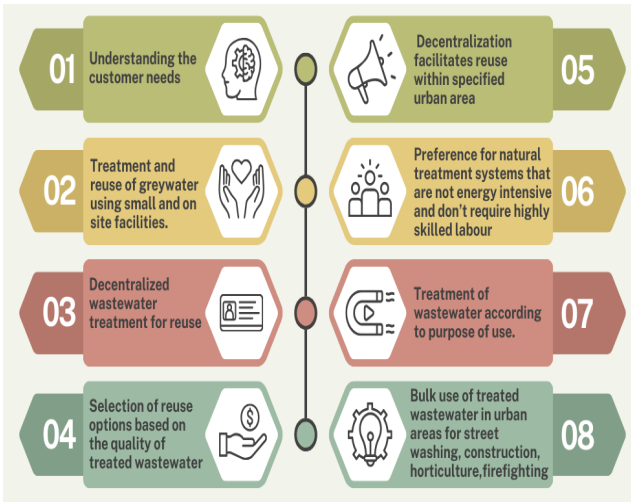 01
Understanding the
customer needs
02
Treatment and
reuse of greywater
using small and on
site facilities.
03
Decentralized
wastewater
treatment for reuse
04
Selection of reuse
options based on
the quality of
treated wastewater
$
Decentralization
facilitates reuse
within specified
urban area
05
Preference for natural
treatment systems that
are not energy intensive
and don't require highly
skilled labour
06
Treatment of
wastewater according
to purpose of use.
07
Bulk use of treated
wastewater in urban
areas for street
washing, construction,
horticulture,firefighting
08